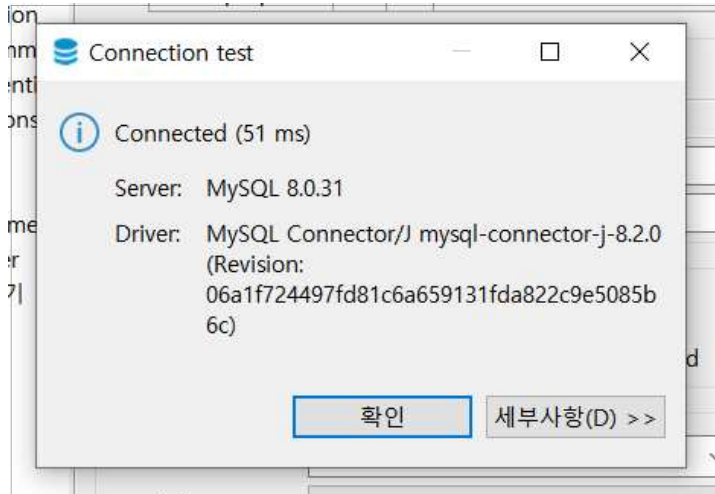 Connection test
Connected (51 ms)
Server: MySQL 8.0.31
Driver: MySQL Connector/J mysql-connector-j-8.2.0
(Revision:
06a1f724497fd81c6a659131fda822c9e5085b
6c)
확인 세부사항(D) >>